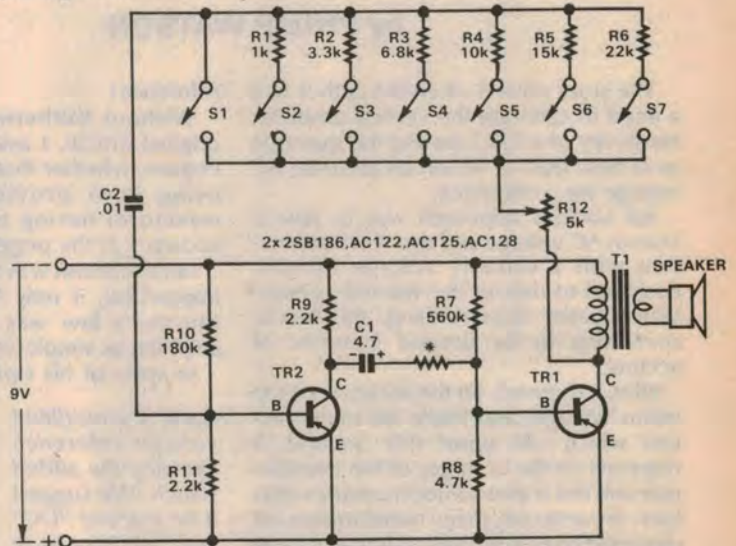 R1 R2 R3 R4 R5 R6
1k 3.3k 6.8k 10k 15k 22k
S1 S2 S3 S4 S5 S6 S7
C2
.01
R12
5k
2x2SB186,AC122,AC125,AC128
T1
SPEAKER
R10
180k
R9
2.2k
C1
4.7
- +
*
R7
560k
TR2
C
B
TR1
C
B
E
9V
R11
2.2k
R8
4.7k
- +